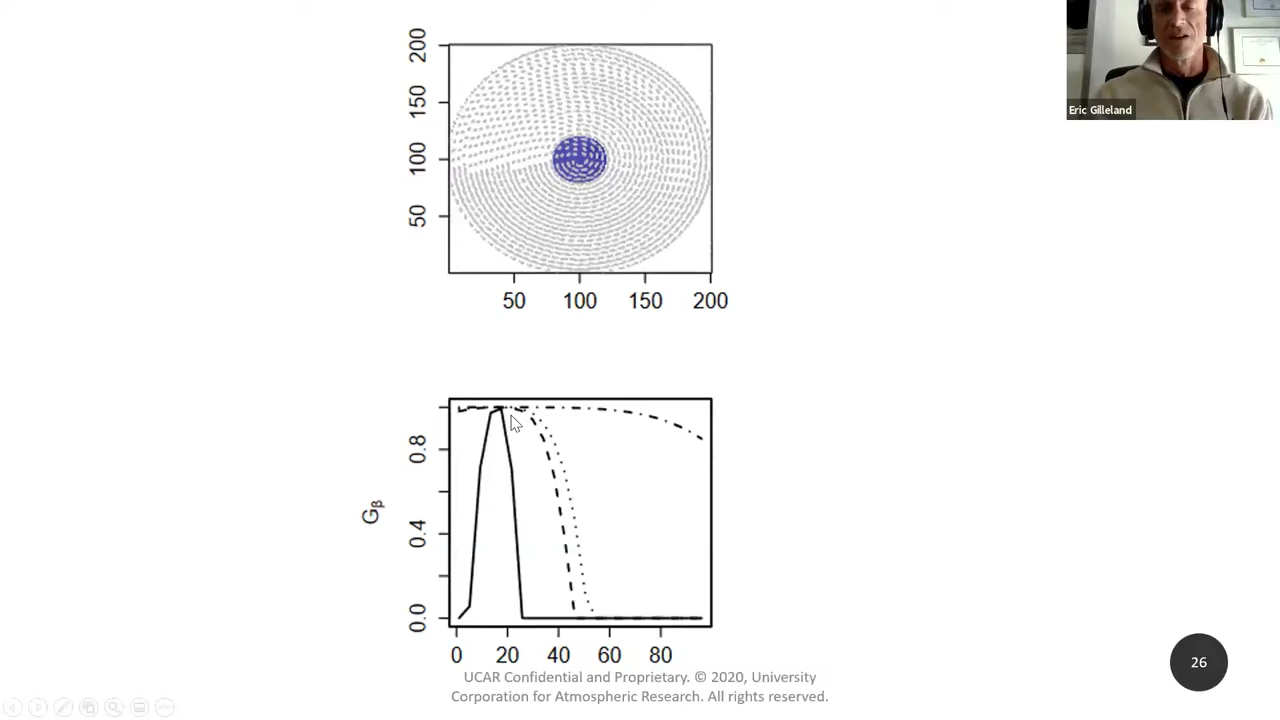 200
150
100
50
50 100 150 200
Eric Gilleland
Gβ
0.8
0.4
0.0
0 20 40 60 80
UCAR Confidential and Proprietary. © 2020, University
Corporation for Atmospheric Research. All rights reserved.
26